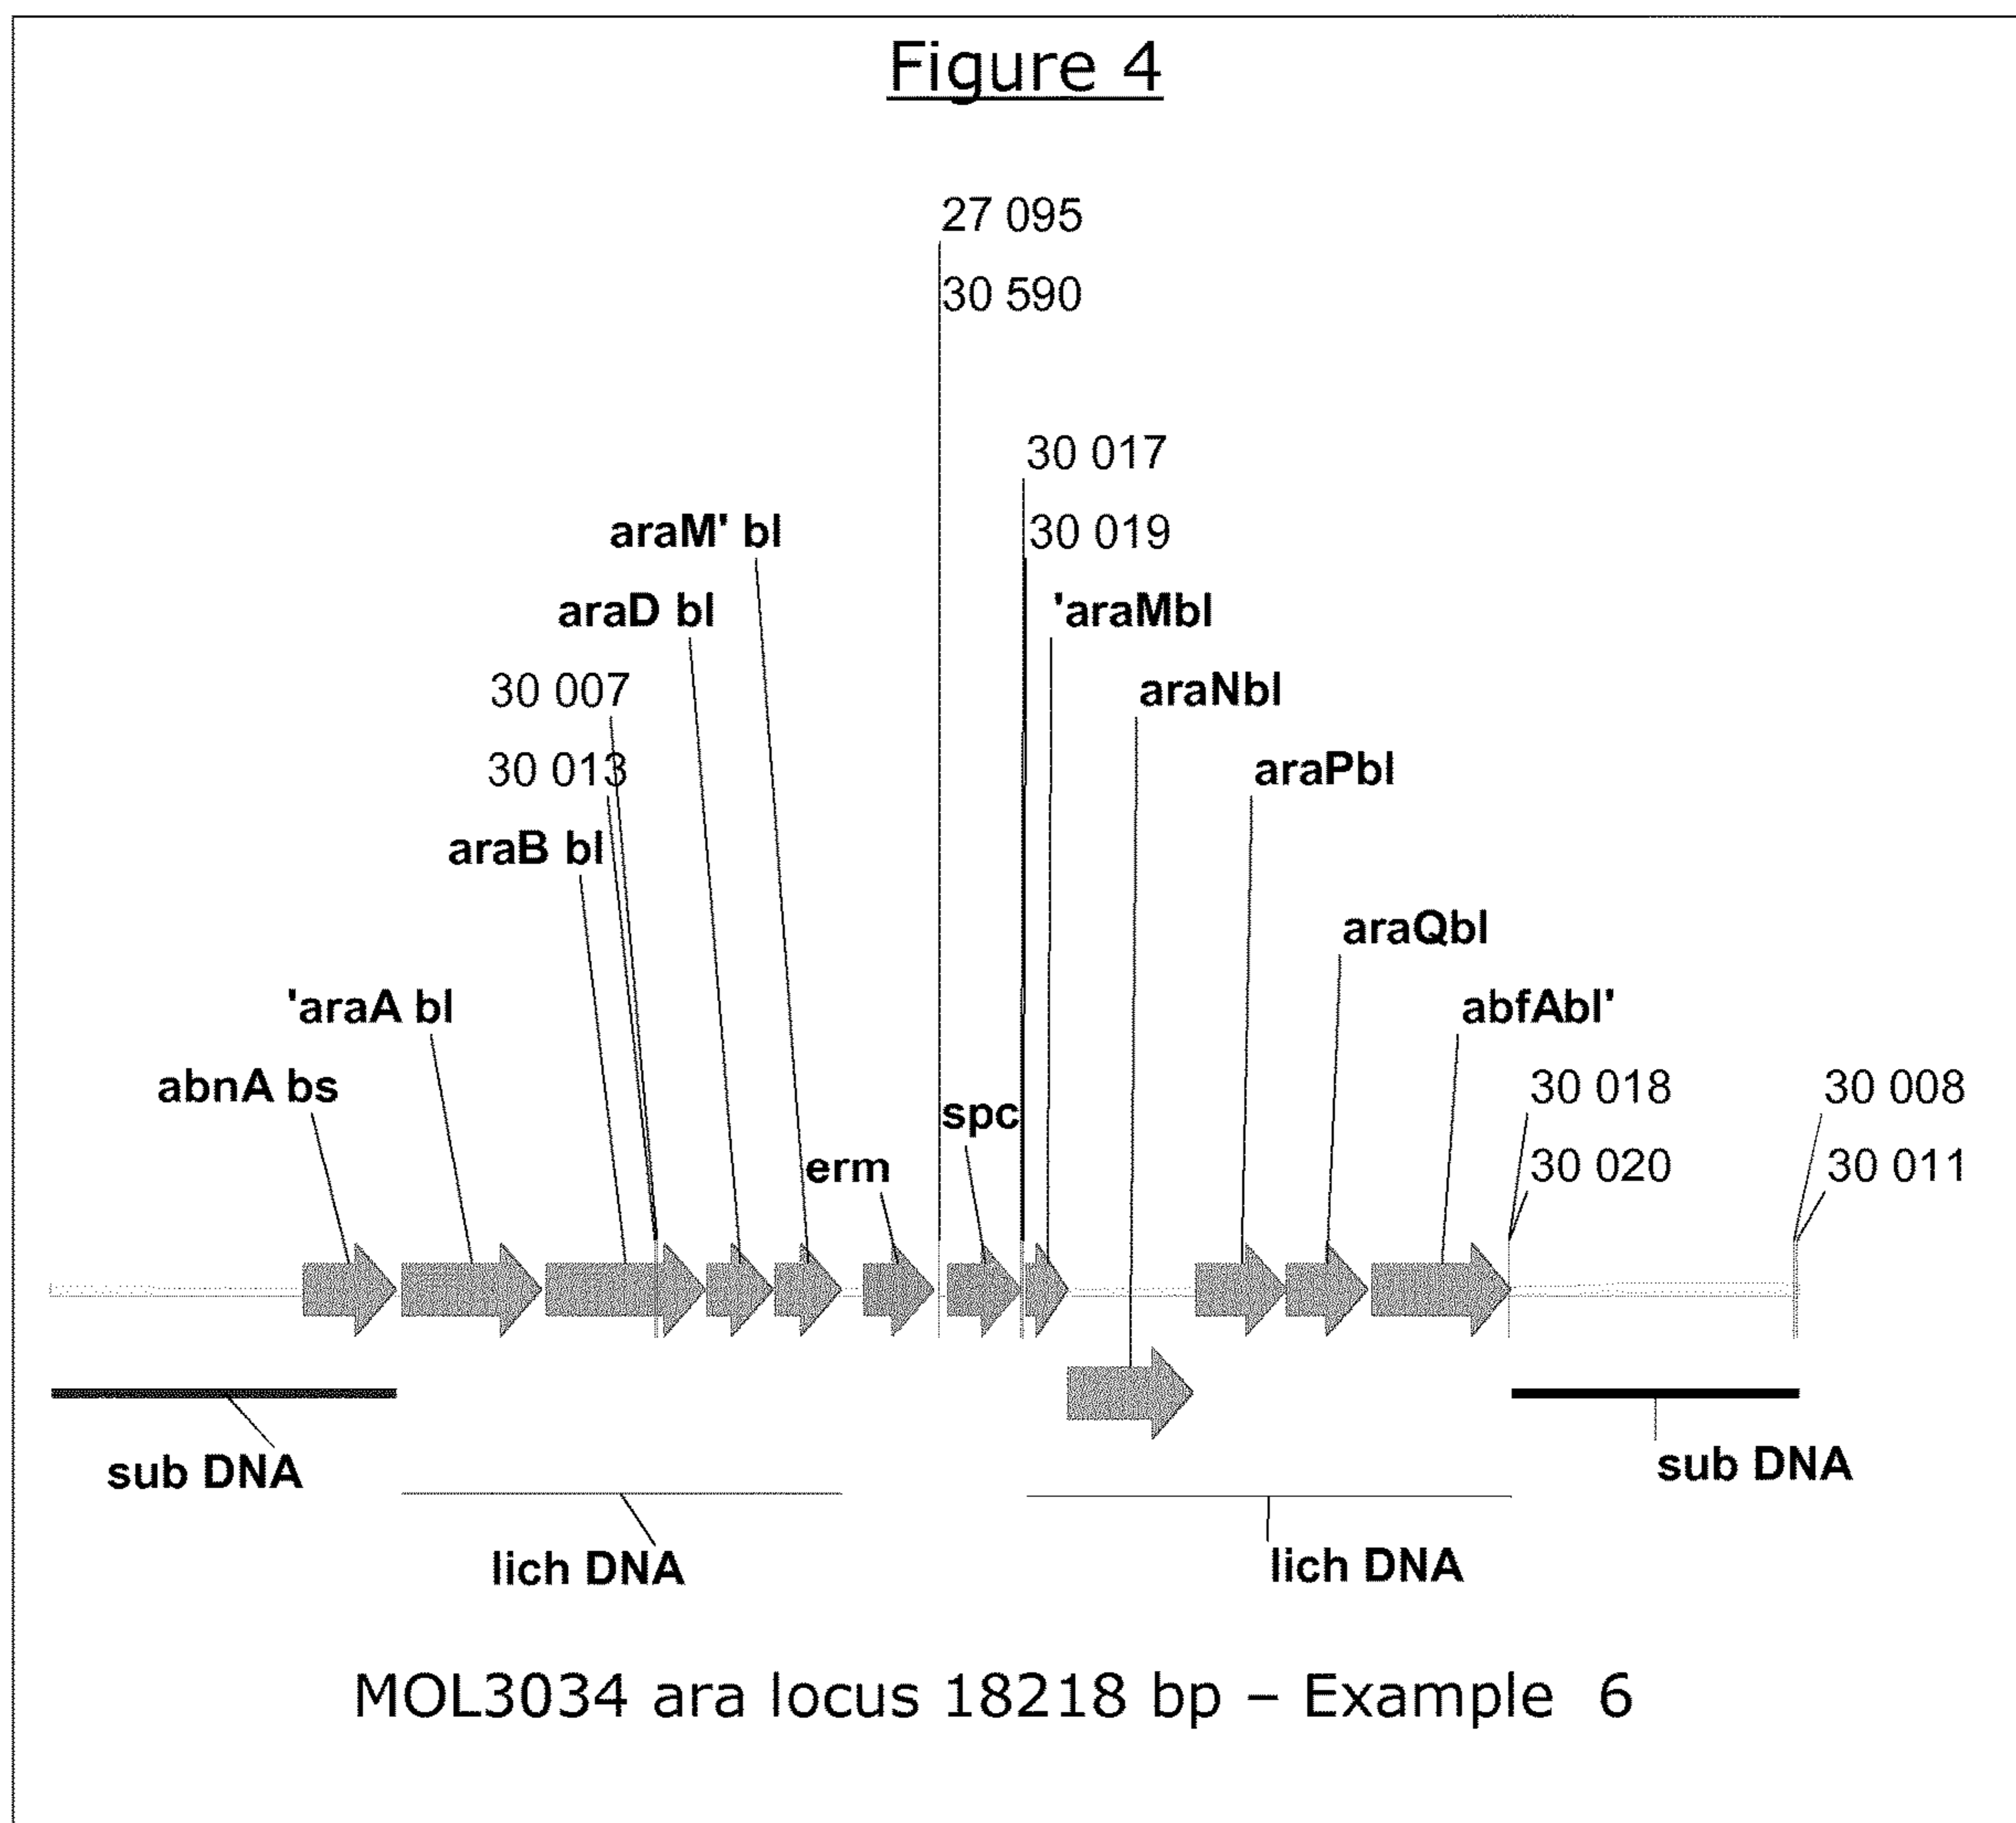 Figure 4
27 095
30 590
30 017
30 019
araM' bl
araD bl
'araMbl
30 007
araNbl
30 013
araPbl
araB bl
araQbl
'araA bl
abfAbl'
abnA bs
spc
30 018
30 008
erm
30 020
30 011
sub DNA
sub DNA
lich DNA
lich DNA
MOL3034 ara locus 18218 bp – Example 6